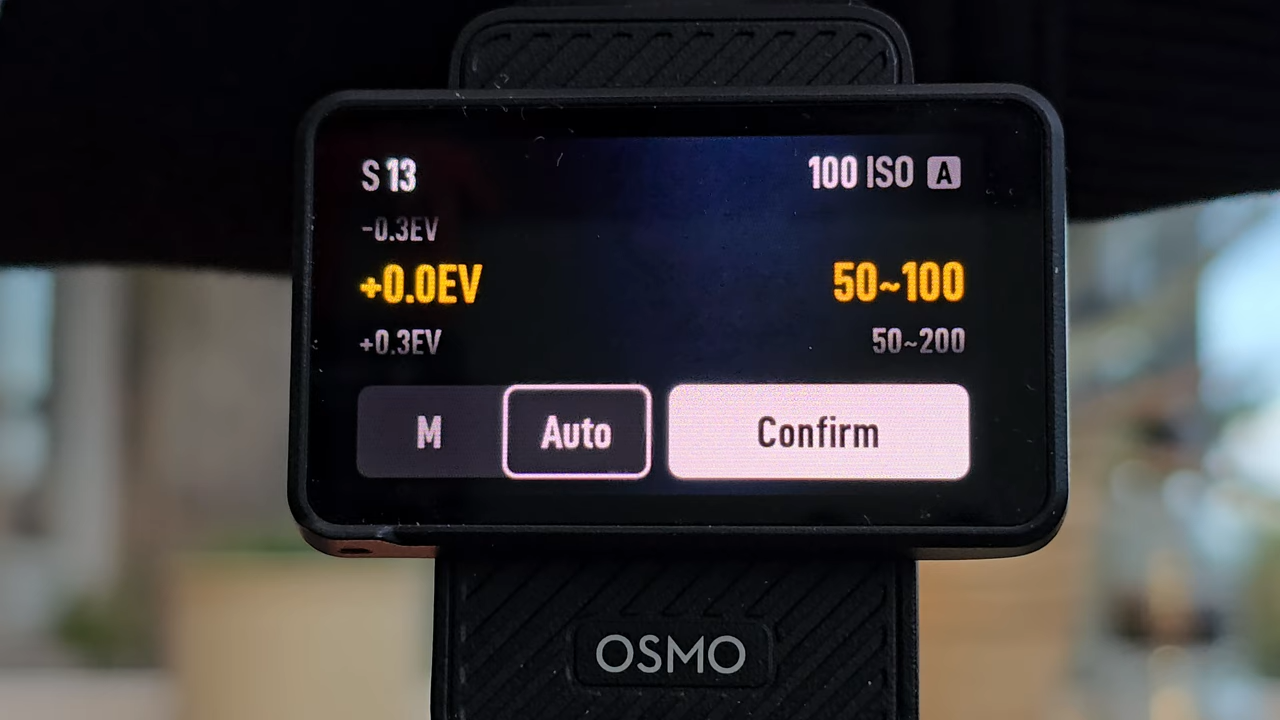 S 13
100 ISO A
-0.3EV
+0.0EV
50~100
+0.3EV
50~200
M
Auto
Confirm
OSMO